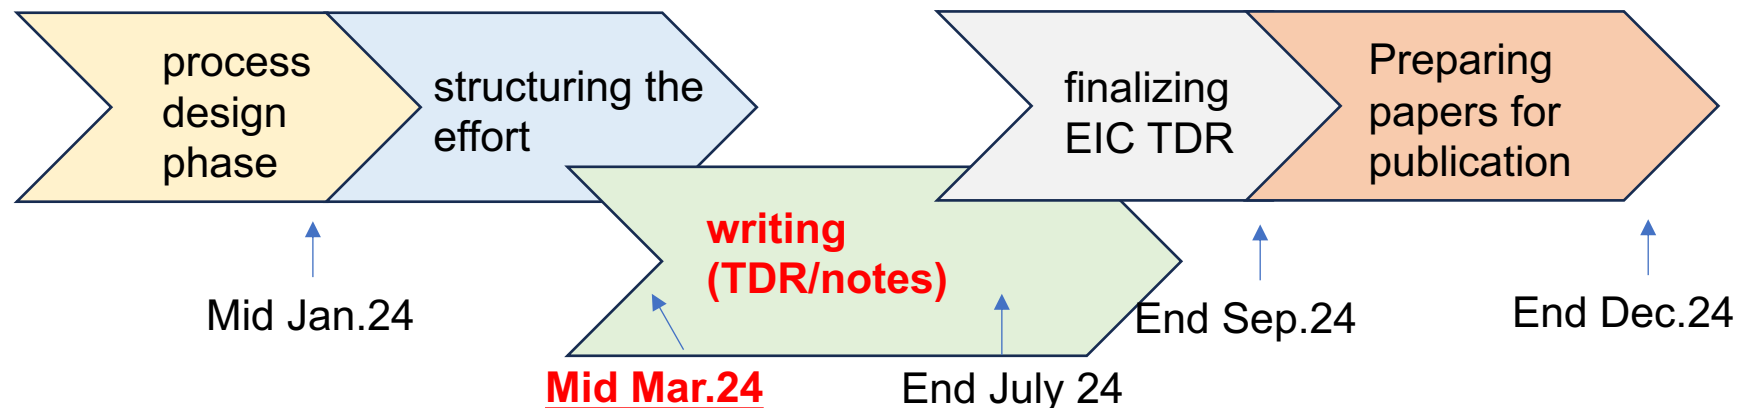 process
design
phase
structuring the
effort
writing
(TDR/notes)
finalizing
EIC TDR
Preparing
papers for
publication
Mid Jan.24
Mid Mar.24
End July 24
End Sep.24
End Dec.24